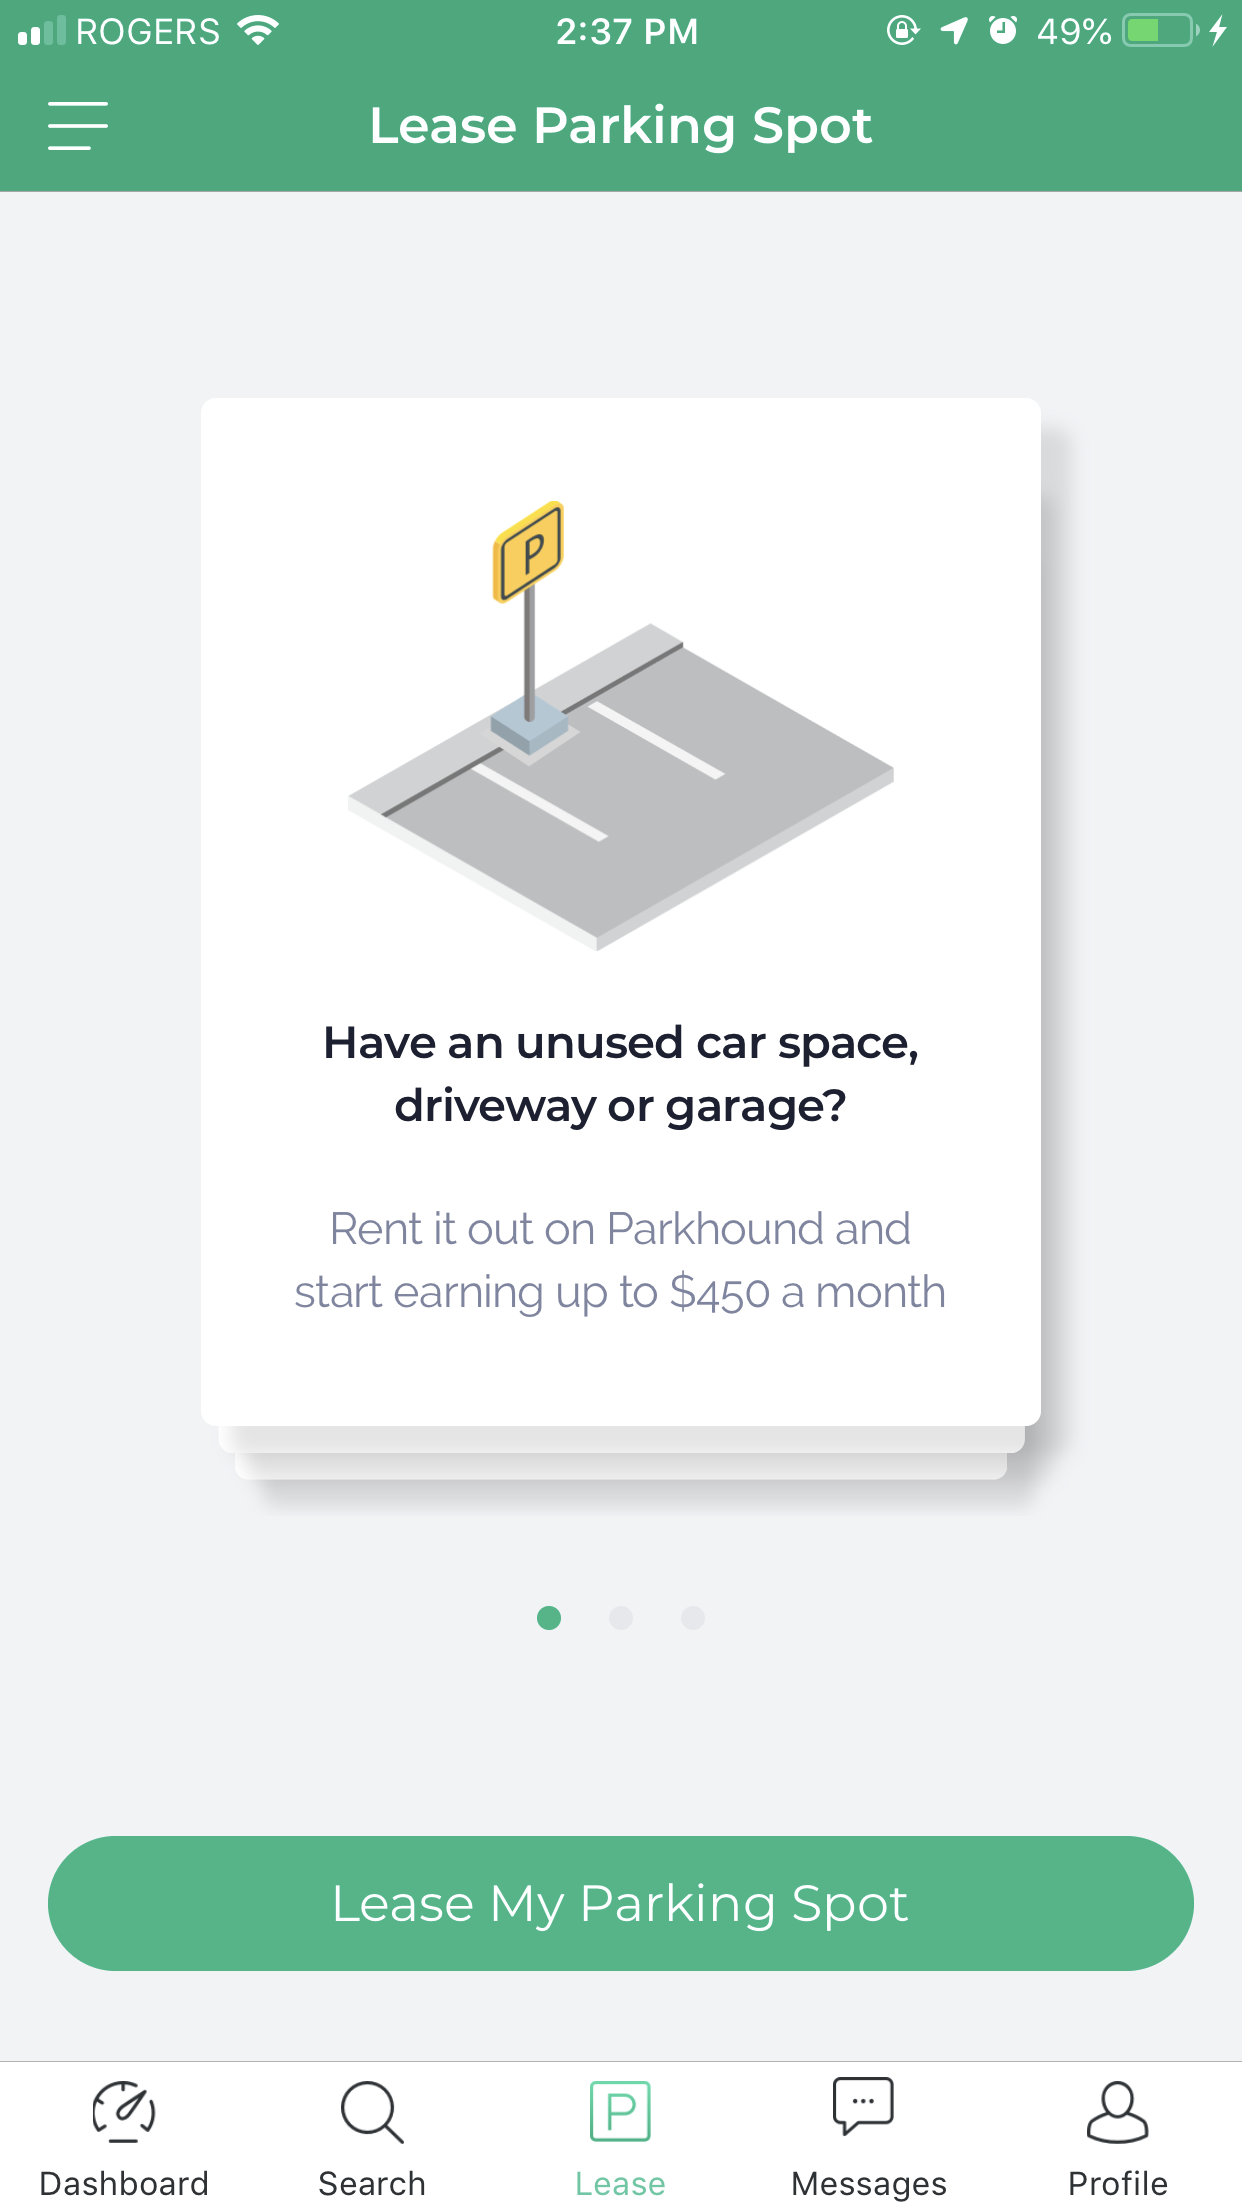 ROGERS 2:37 PM 49%
Lease Parking Spot
P
Have an unused car space,
driveway or garage?
Rent it out on Parkhound and
start earning up to $450 a month
Lease My Parking Spot
P
Dashboard Search Lease Messages Profile